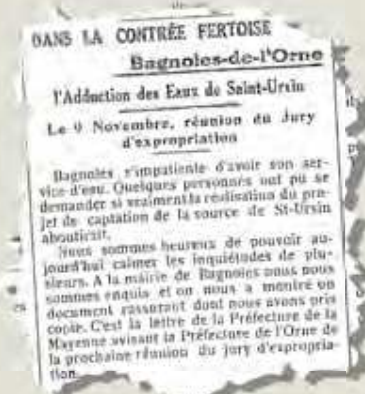 DANS LA CONTRÉE FERTOISE
Bagnoles-de-l'Orne
l'Adduction des Eaux de Saint-Ursin
Le 9 Novembre, réunion du Jury
d'expropriation
Bagnoles s'impatiente d'avoir son ser-
vice d'eau. Quelques personnes ont pu se
demander si vraiment la réalisation du pro-
jet de captation de la source de St-Ursin
aboutirait.
Nous sommes heureux de pouvoir au-
jourd'hui calmer les inquiétudes de plu-
sieurs. A la mairie de Bagnoles nous nous
sommes enquis et on nous a montré un
document rassurant dont nous avons pris
copie. C'est la lettre de la Préfecture de la
Mayenne avisant la Préfecture de l'Orne de
la prochaine réunion du jury d'expropria-
tion.